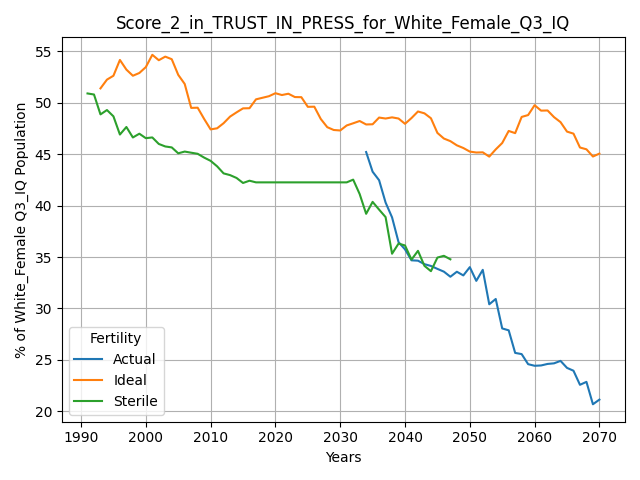 Score_2_in_TRUST_IN_PRESS_for_White_Female_Q3_IQ
% of White_Female Q3_IQ Population
55
50
45
40
35
30
25
20
Fertility
Actual
Ideal
Sterile
1990 2000 2010 2020 2030 2040 2050 2060 2070
Years